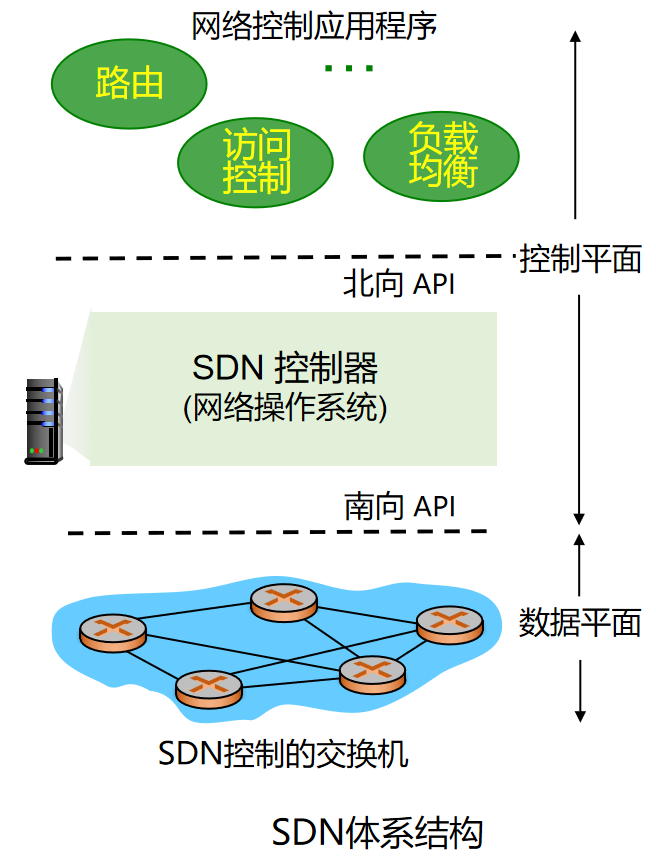 网络控制应用程序
路由
...
访问
控制
负载
均衡
控制平面
北向 API
SDN 控制器
(网络操作系统)
南向 API
数据平面
SDN控制的交换机
SDN体系结构